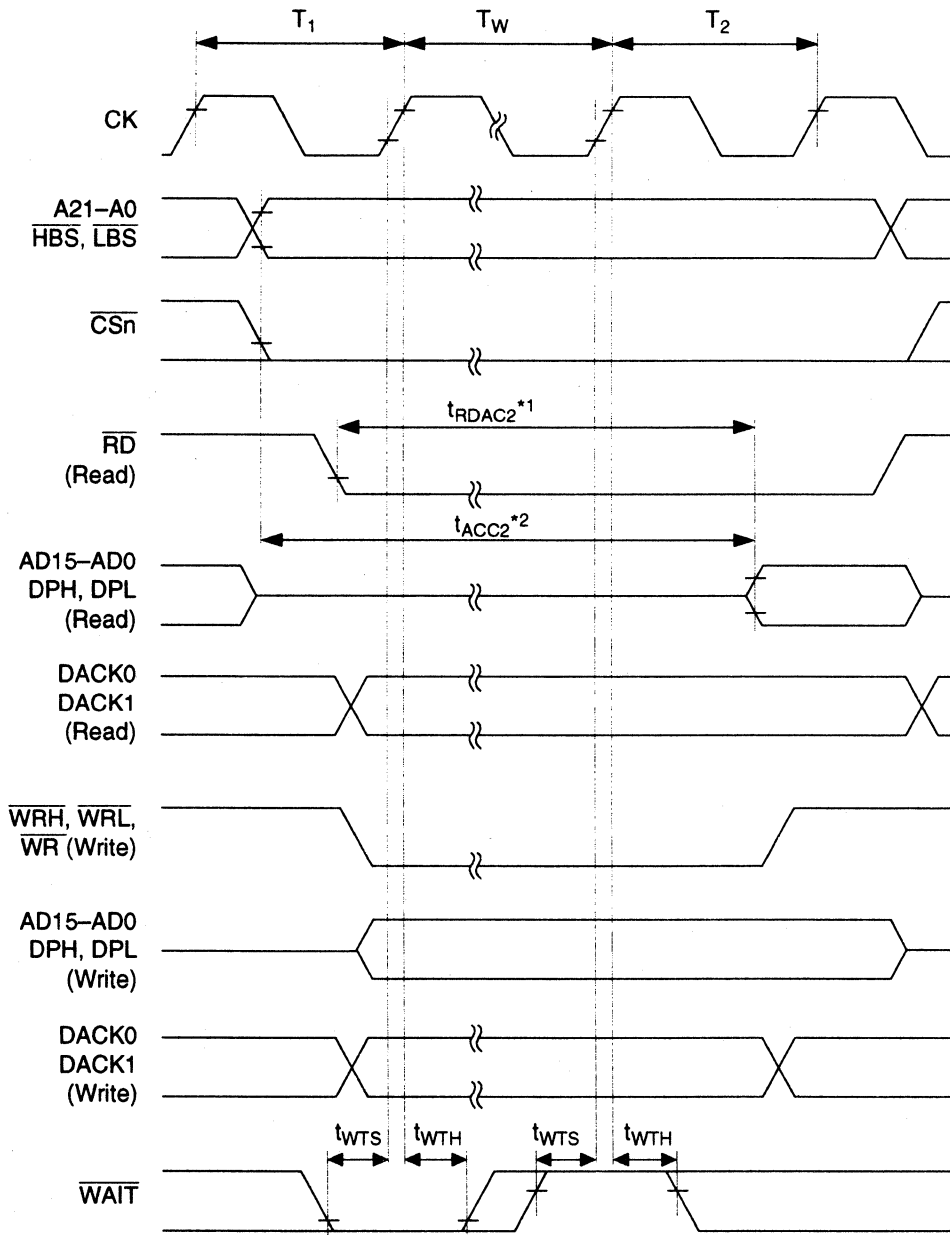 T1
TW
T2
CK
A21–A0
HBS, LBS
CSn
tRDAC2*1
RD
(Read)
tACC2*2
AD15–AD0
DPH, DPL
(Read)
DACK0
DACK1
(Read)
WRH, WRL,
WR (Write)
AD15–AD0
DPH, DPL
(Write)
DACK0
DACK1
(Write)
tWTS
tWTH
tWTS
tWTH
WAIT